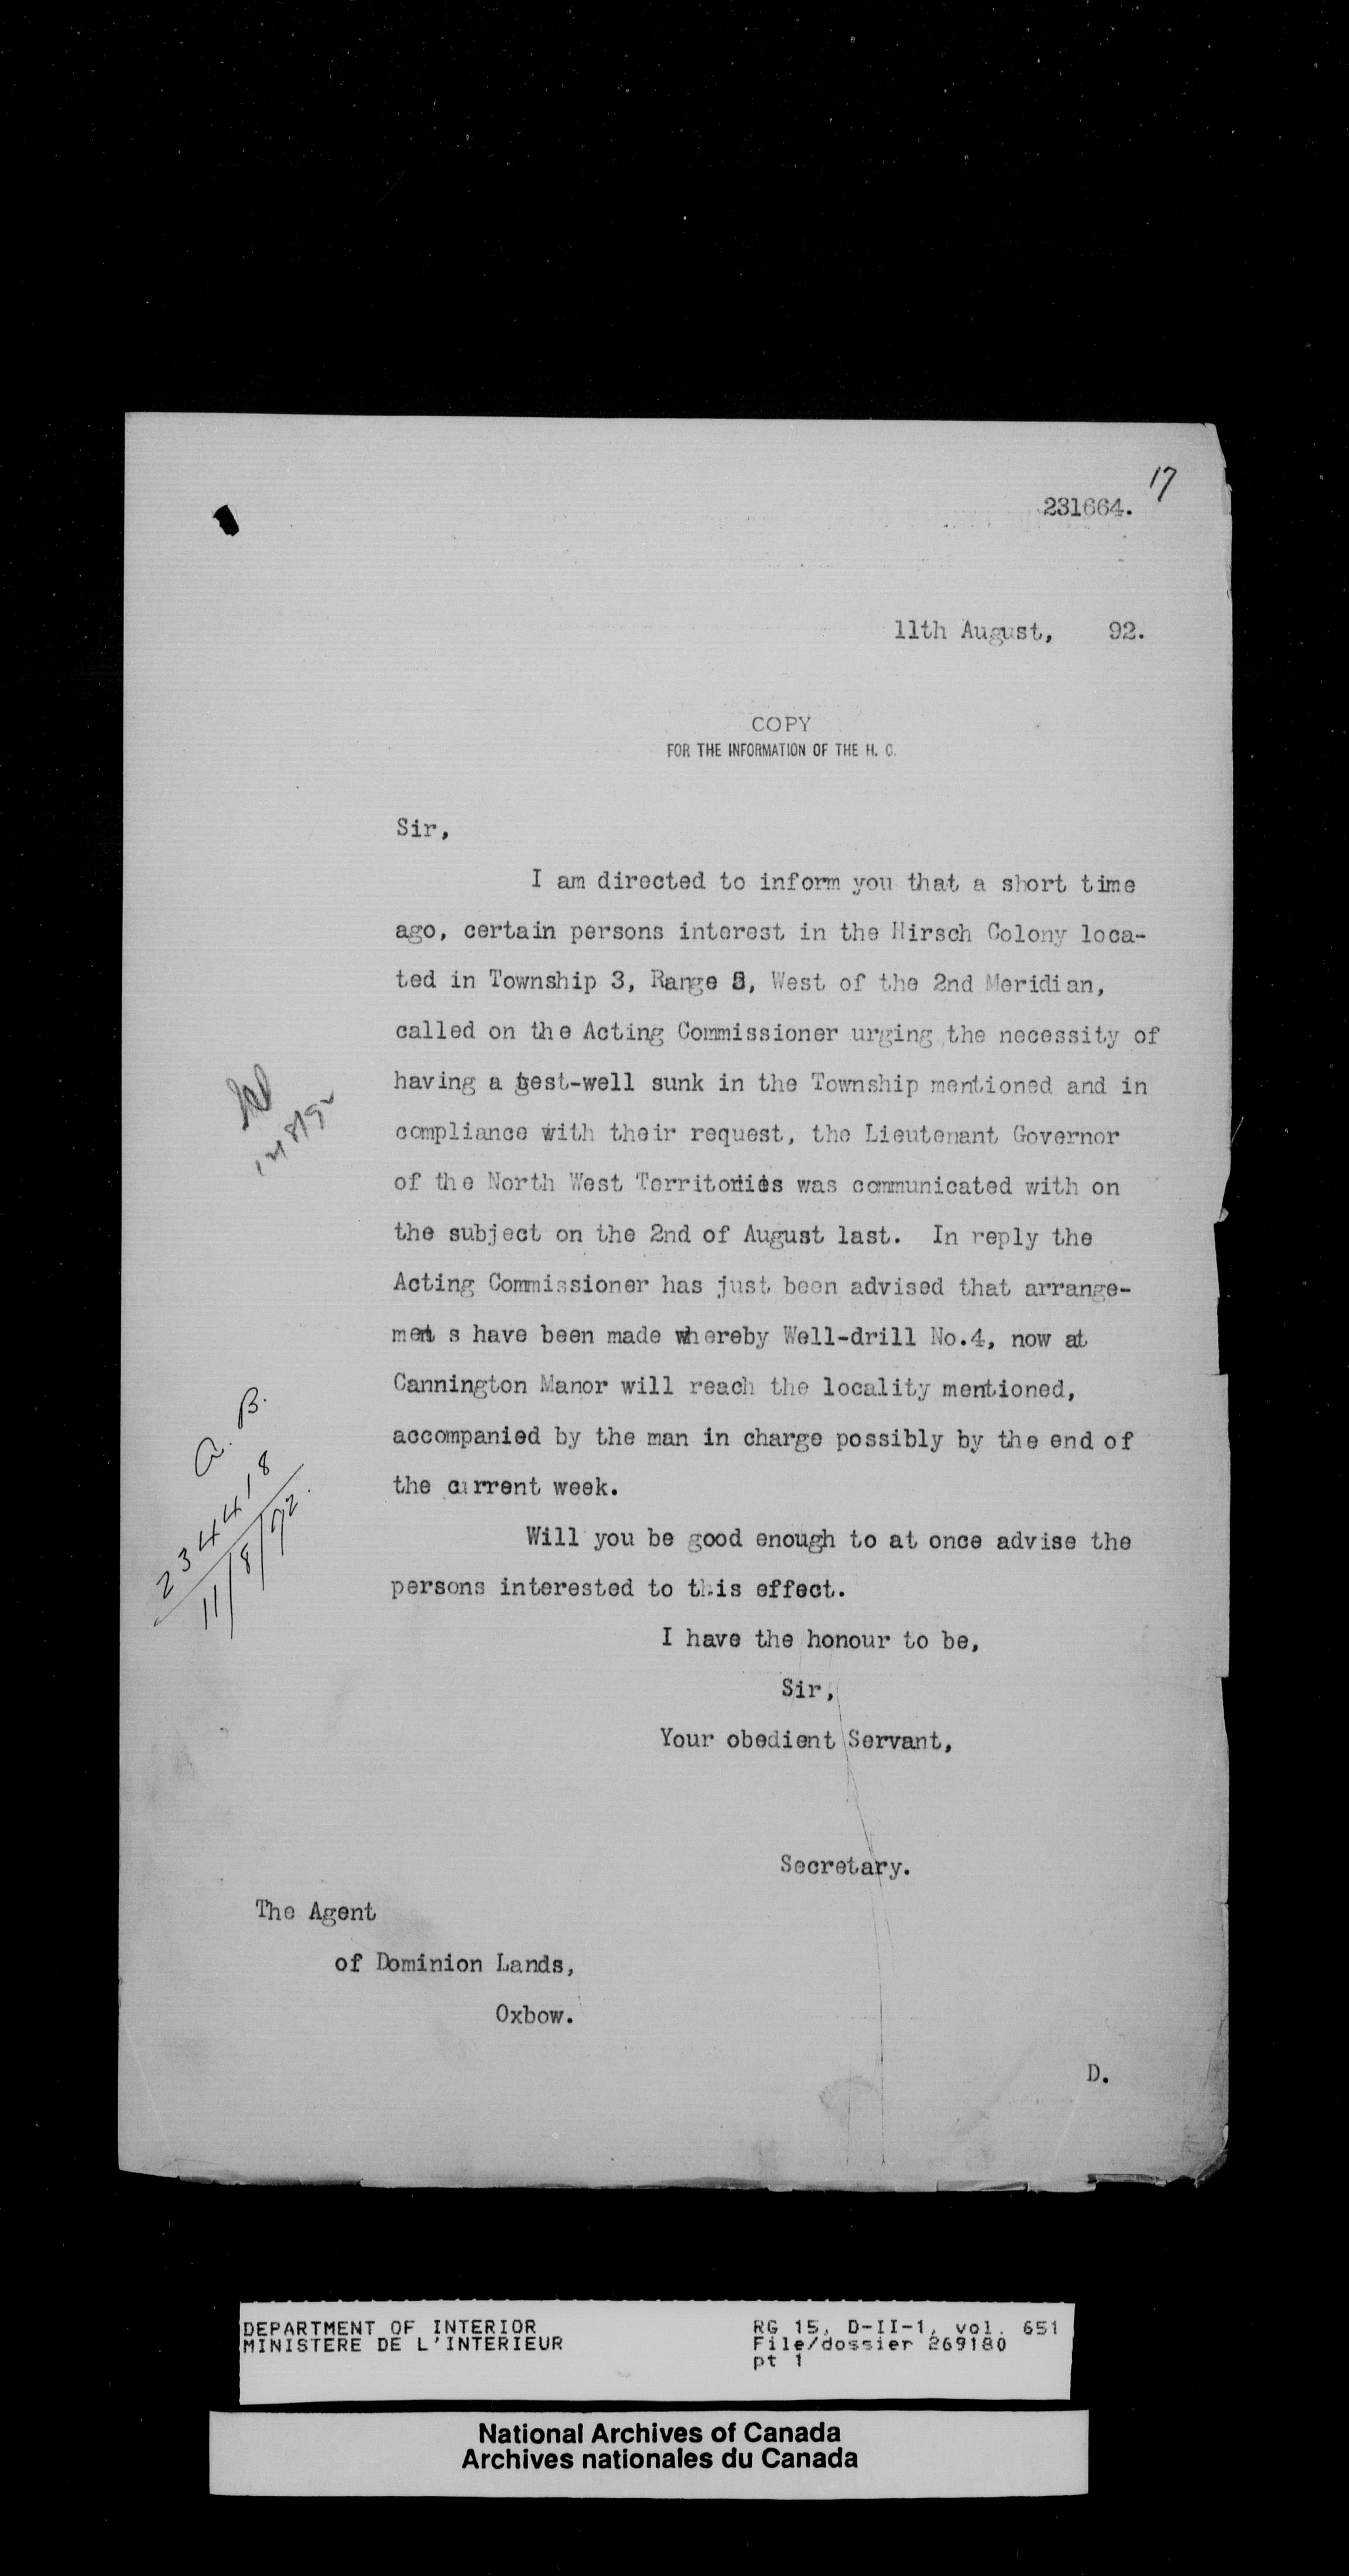 17
231664.
11th August, 92.
COPY
FOR THE INFORMATION OF THE H. C.
Sir,
I am directed to inform you that a short time
ago, certain persons interest in the Hirsch Colony loca-
ted in Township 3, Range , West of the 2nd Meridian,
called on the Acting Commissioner urging the necessity of
having a test-well sunk in the Township mentioned and in
compliance with their request, the Lieutenant Governor
of the North West Territories was communicated with on
the subject on the 2nd of August last. In reply the
Acting Commissioner has just been advised that arrange-
ment s have been made whereby Well-drill No.4, now at
Cannington Manor will reach the locality mentioned,
accompanied by the man in charge possibly by the end of
the current week.
Will you be good enough to at once advise the
persons interested to this effect.
I have the honour to be,
Sir,
Your obedient Servant,
Secretary.
The Agent
of Dominion Lands,
Oxbow.
D.
A. B.
234418
11/8/92.
DEPARTMENT OF INTERIOR
MINISTERE DE L'INTERIEUR
RG 15, D-II-1, vol. 651
File/dossier 269180
pt 1
National Archives of Canada
Archives nationales du Canada